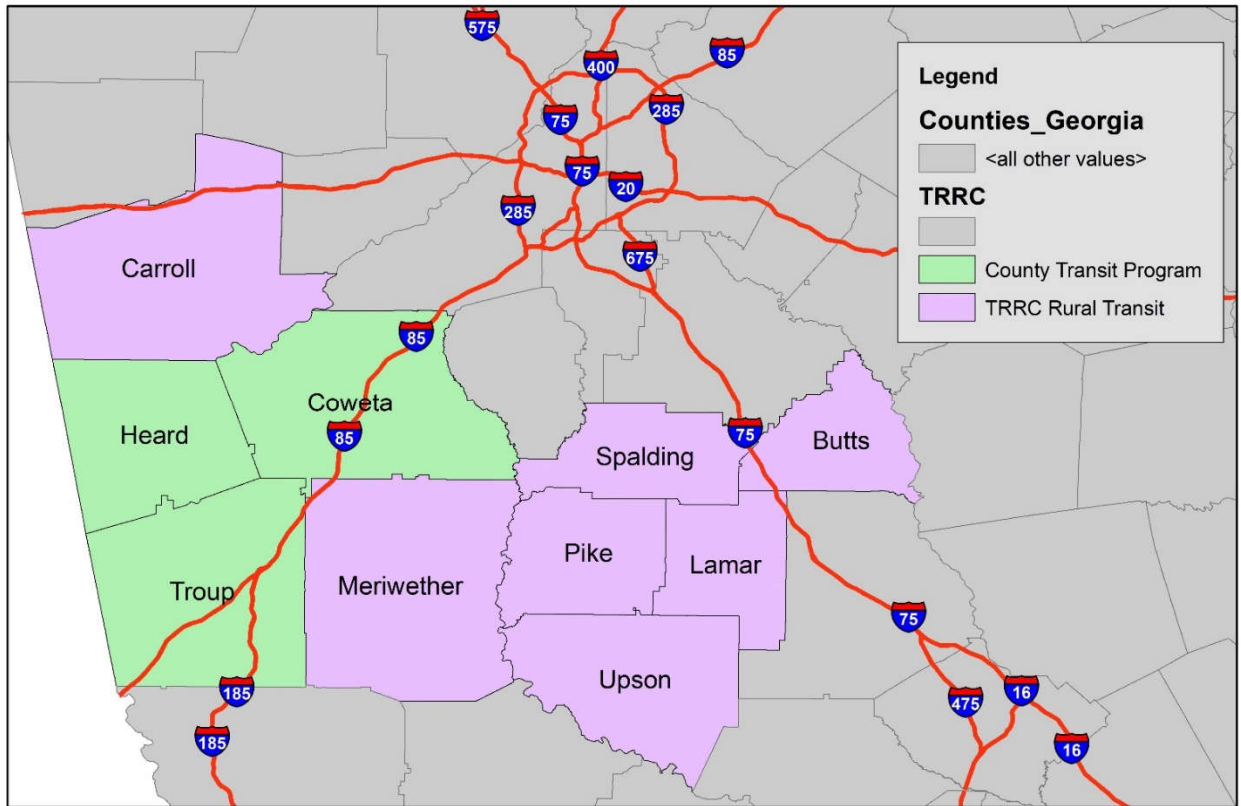 575
400
85
75
285
75
20
285
675
Legend
Counties_Georgia
<all other values>
TRRC
County Transit Program
TRRC Rural Transit
Carroll
85
Coweta
85
Heard
75
Butts
Spalding
Pike
Lamar
Troup
Meriwether
75
Upson
185
185
475
16
16